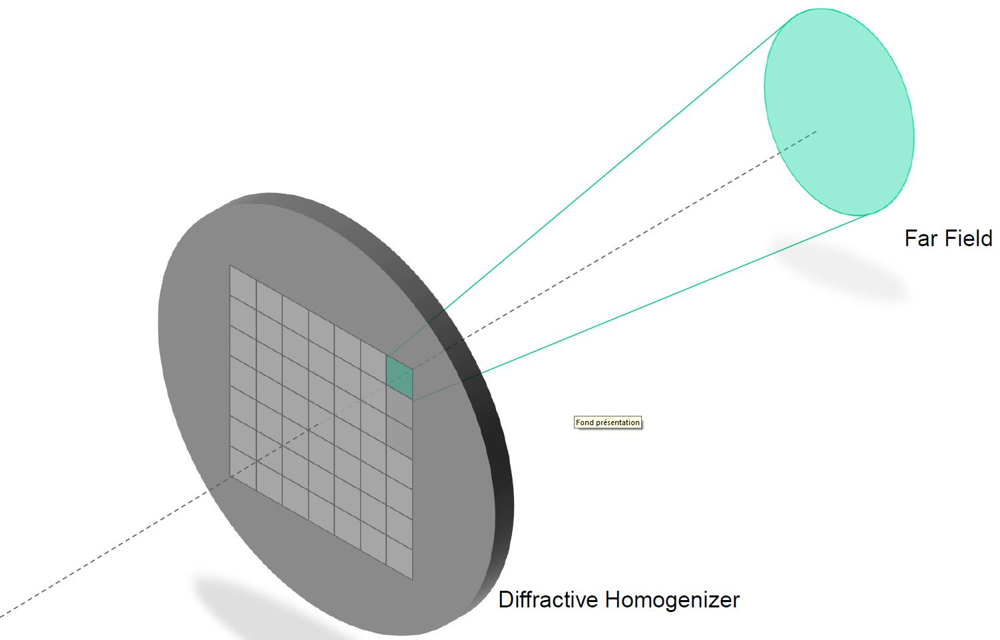 Far Field
Fond présentation
Diffractive Homogenizer